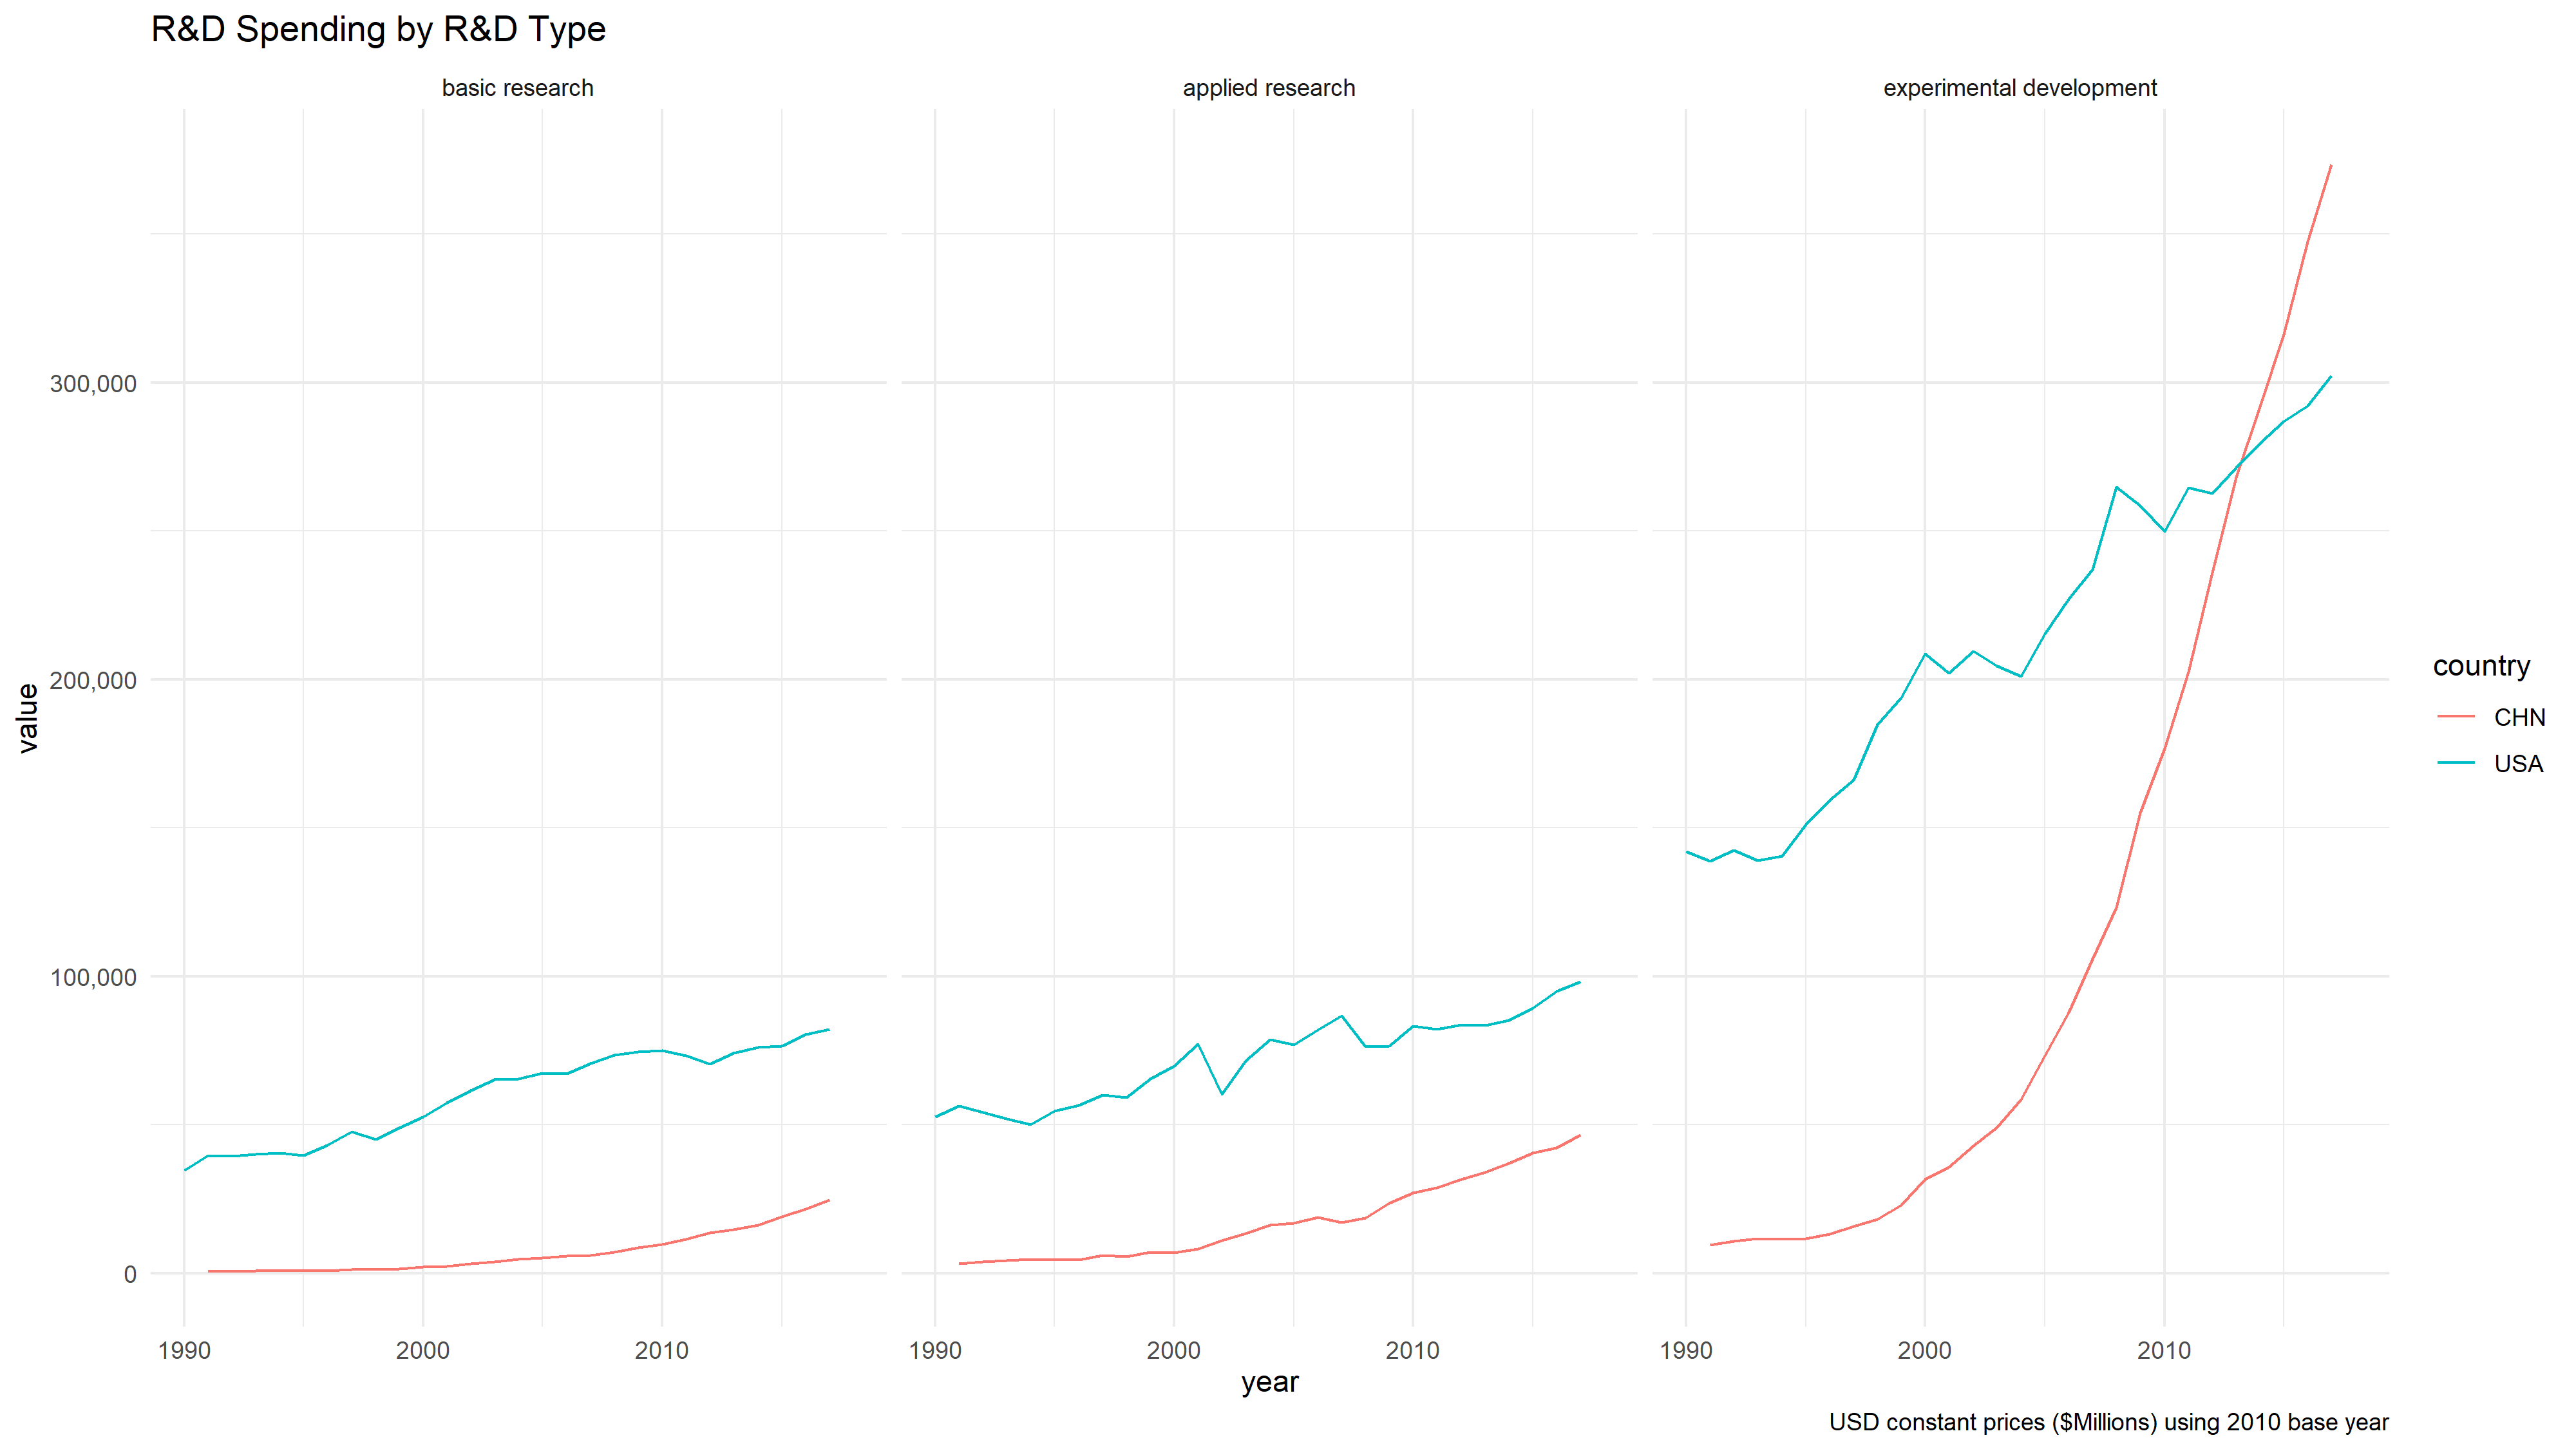 R&D Spending by R&D Type
basic research
applied research
experimental development
300,000
200,000
100,000
0
value
1990 2000 2010
1990 2000 2010
1990 2000 2010
year
country
CHN
USA
USD constant prices ($Millions) using 2010 base year